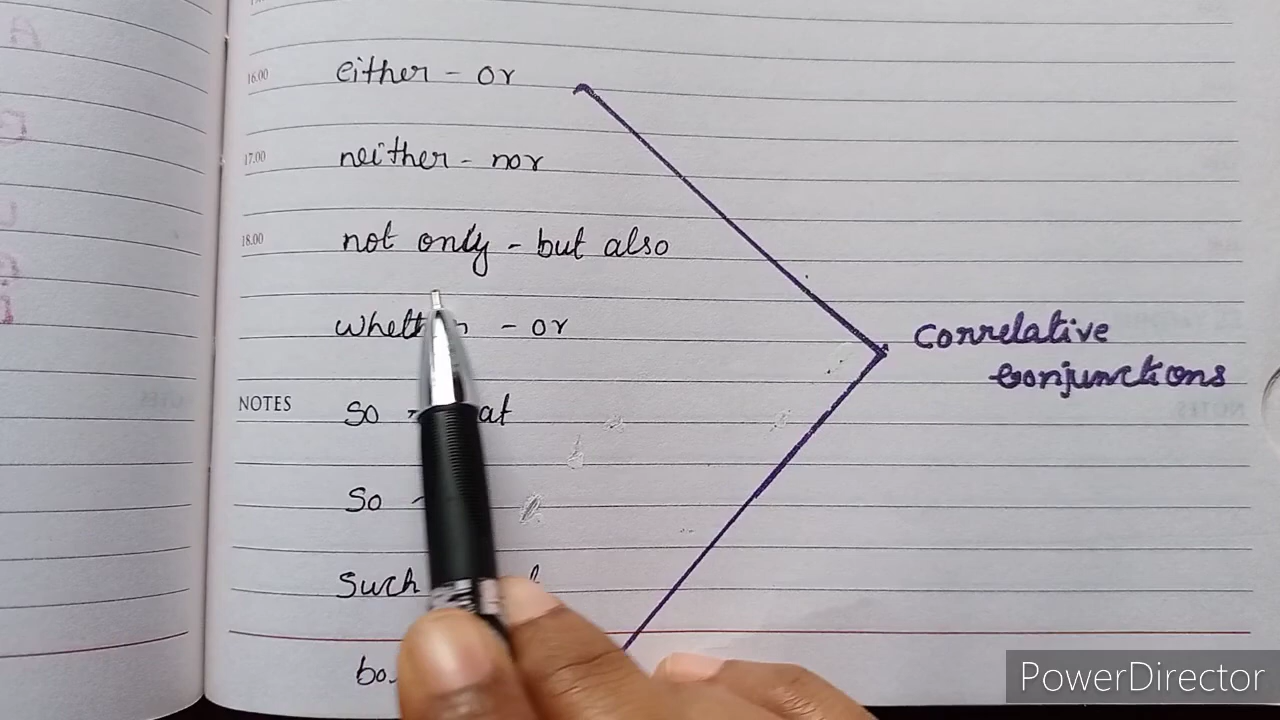 16.00 either - or
17.00 neither - nor
18.00 not only - but also
- or
Correlative
Conjunctions
NOTES so -
so -
such
PowerDirector